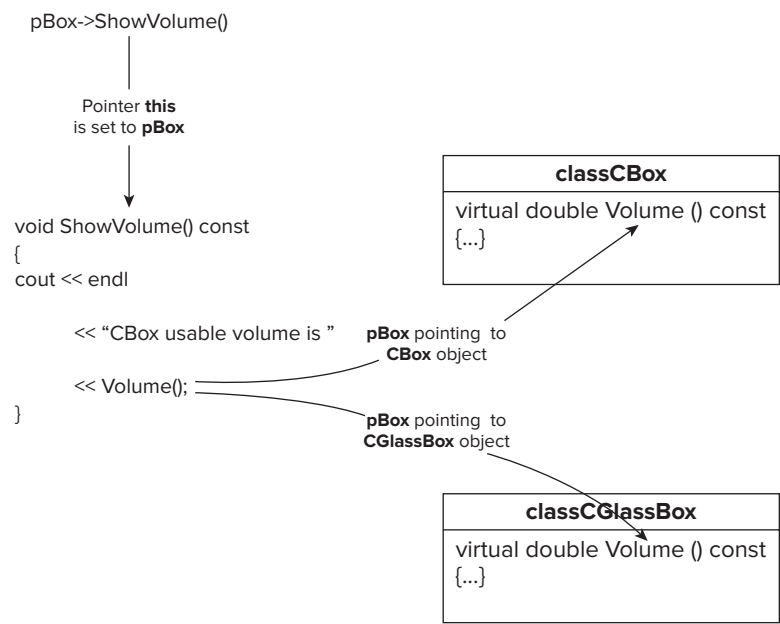 pBox->ShowVolume()
Pointer this
is set to pBox
void ShowVolume() const
{
cout << endl
<< “CBox usable volume is ”
<< Volume();
}
pBox pointing to
CBox object
pBox pointing to
CGlassBox object
classCBox
virtual double Volume () const
{...}
classCGlassBox
virtual double Volume () const
{...}